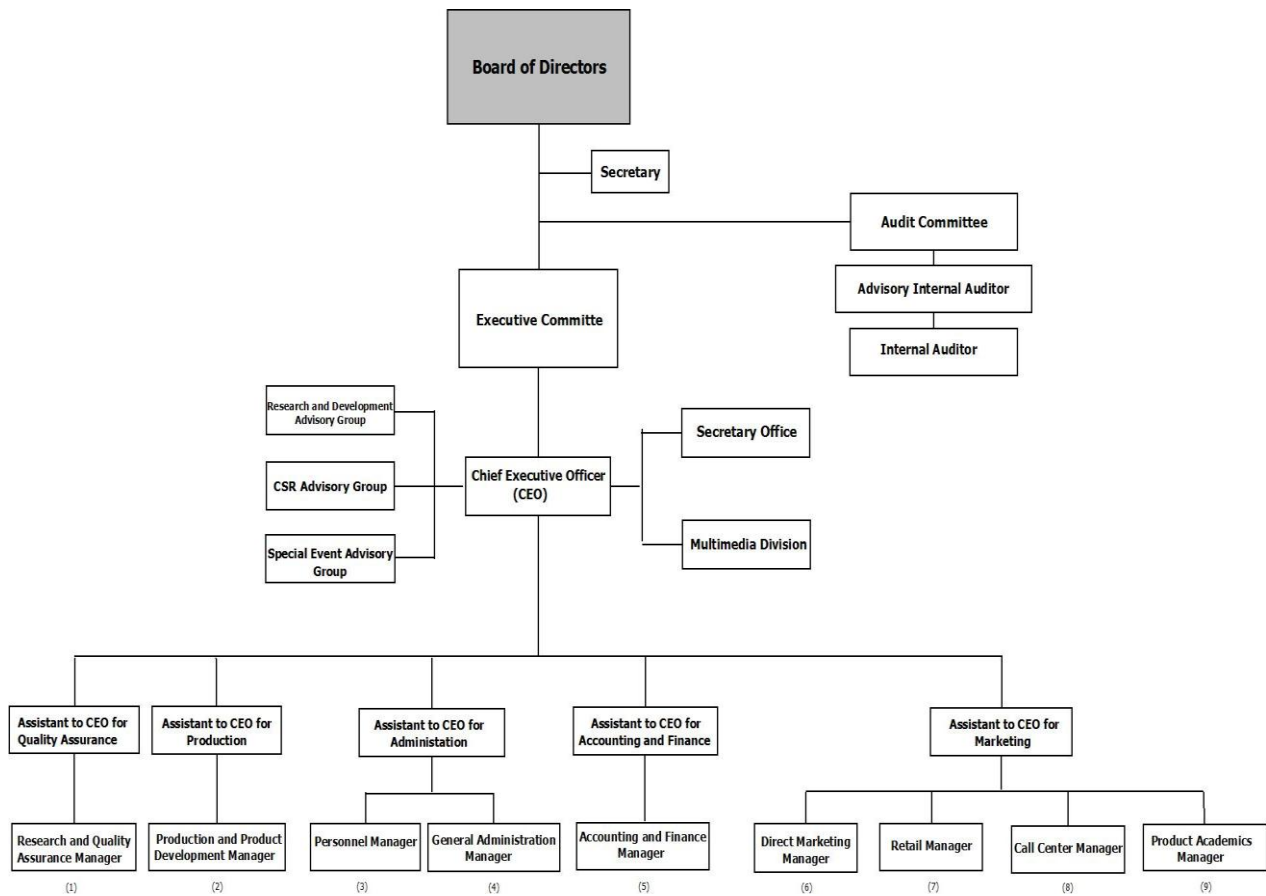 Board of Directors
Secretary
Audit Committee
Advisory Internal Auditor
Internal Auditor
Executive Committe
Research and Development
Advisory Group
CSR Advisory Group
Special Event Advisory
Group
Chief Executive Officer
(CEO)
Secretary Office
Multimedia Division
Assistant to CEO for
Quality Assurance
Assistant to CEO for
Production
Assistant to CEO for
Administation
Assistant to CEO for
Accounting and Finance
Assistant to CEO for
Marketing
Research and Quality
Assurance Manager
Production and Product
Development Manager
Personnel Manager
General Administration
Manager
Accounting and Finance
Manager
Direct Marketing
Manager
Retail Manager
Call Center Manager
Product Academics
Manager
(1)
(2)
(3)
(4)
(5)
(6)
(7)
(8)
(9)